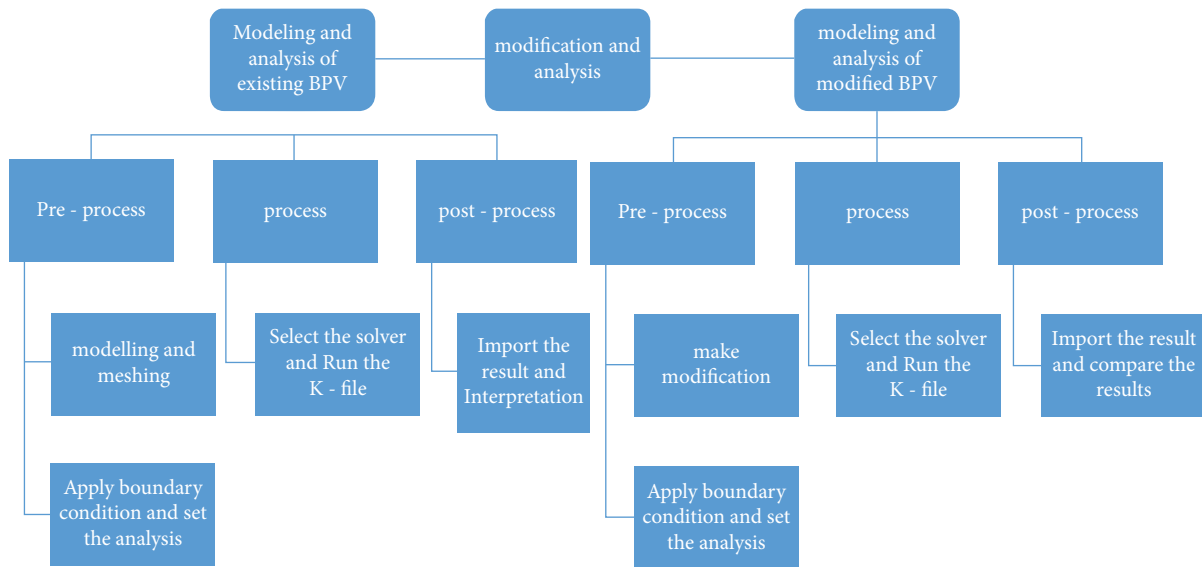 Modeling and
analysis of
existing BPV
modification and
analysis
modeling and
analysis of
modified BPV
Pre - process
process
post - process
Pre - process
process
post - process
modelling and
meshing
Select the solver
and Run the
K - file
Import the
result and
Interpretation
make
modification
Select the solver
and Run the
K - file
Import the result
and compare the
results
Apply boundary
condition and set
the analysis
Apply boundary
condition and set
the analysis